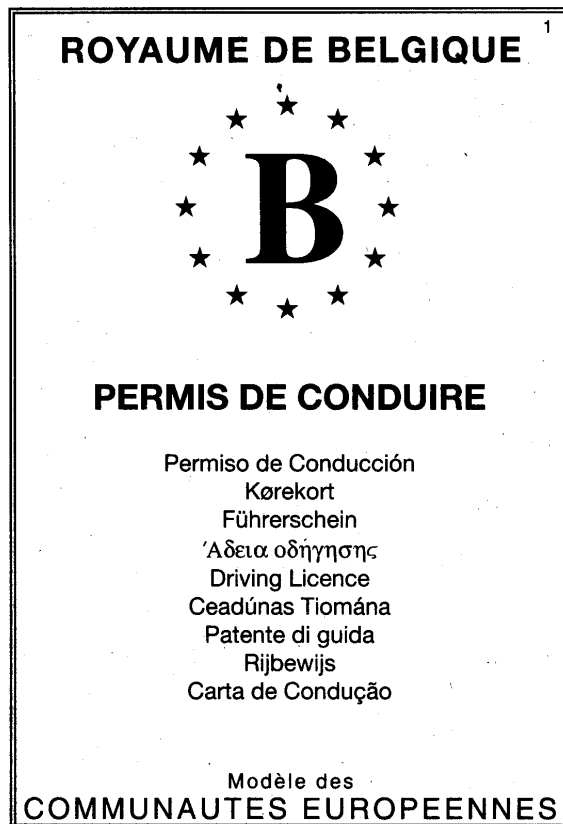 1
ROYAUME DE BELGIQUE
B
PERMIS DE CONDUIRE
Permiso de Conducción
Kørekort
Führerschein
Άδεια οδήγησης
Driving Licence
Ceadúnas Tiomána
Patente di guida
Rijbewijs
Carta de Condução
Modèle des
COMMUNAUTES EUROPEENNES